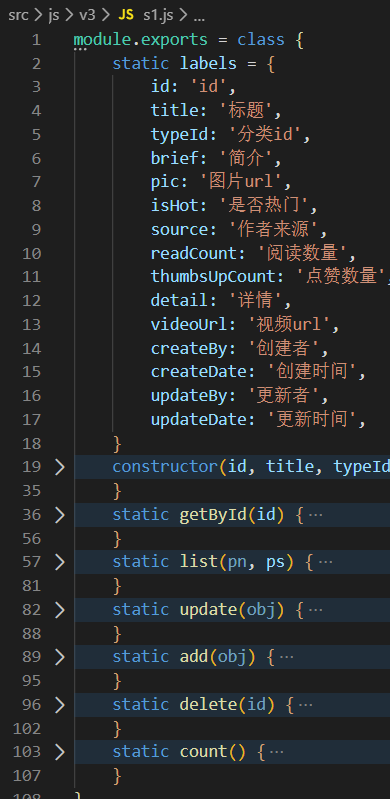 src > js > v3 > JS s1.js > ...
1 module.exports = class {
2 static labels = {
3 id: 'id',
4 title: '标题',
5 typeId: '分类id',
6 brief: '简介',
7 pic: '图片url',
8 isHot: '是否热门',
9 source: '作者来源',
10 readCount: '阅读数量',
11 thumbsUpCount: '点赞数量',
12 detail: '详情',
13 videoUrl: '视频url',
14 createBy: '创建者',
15 createDate: '创建时间',
16 updateBy: '更新者',
17 updateDate: '更新时间',
18 }
19 > constructor(id, title, typeId
35 }
36 > static getById(id) {···
56 }
57 > static list(pn, ps) {···
81 }
82 > static update(obj) {···
88 }
89 > static add(obj) {···
95 }
96 > static delete(id) {···
102 }
103 > static count() {···
107 }
108 }